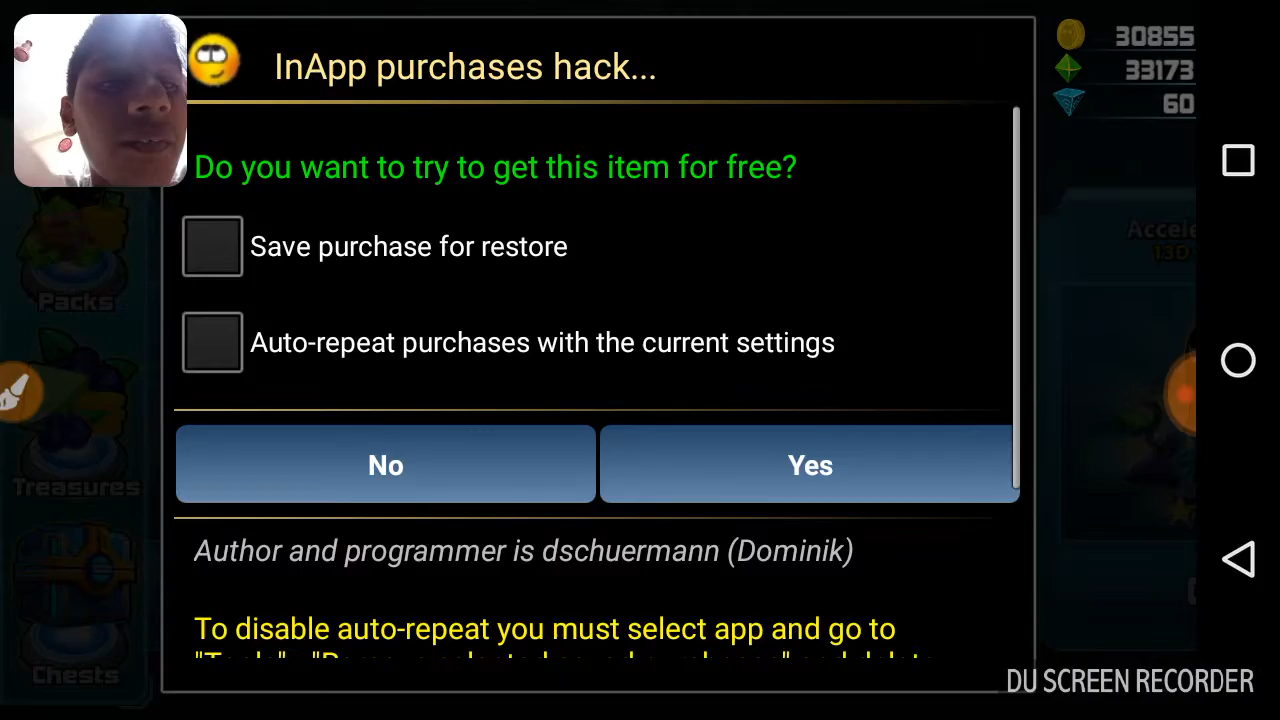 InApp purchases hack...
30855
33173
60
Do you want to try to get this item for free?
Save purchase for restore
Auto-repeat purchases with the current settings
Packs
Treasures
Chests
No
Yes
Author and programmer is dschuermann (Dominik)
To disable auto-repeat you must select app and go to
DU SCREEN RECORDER